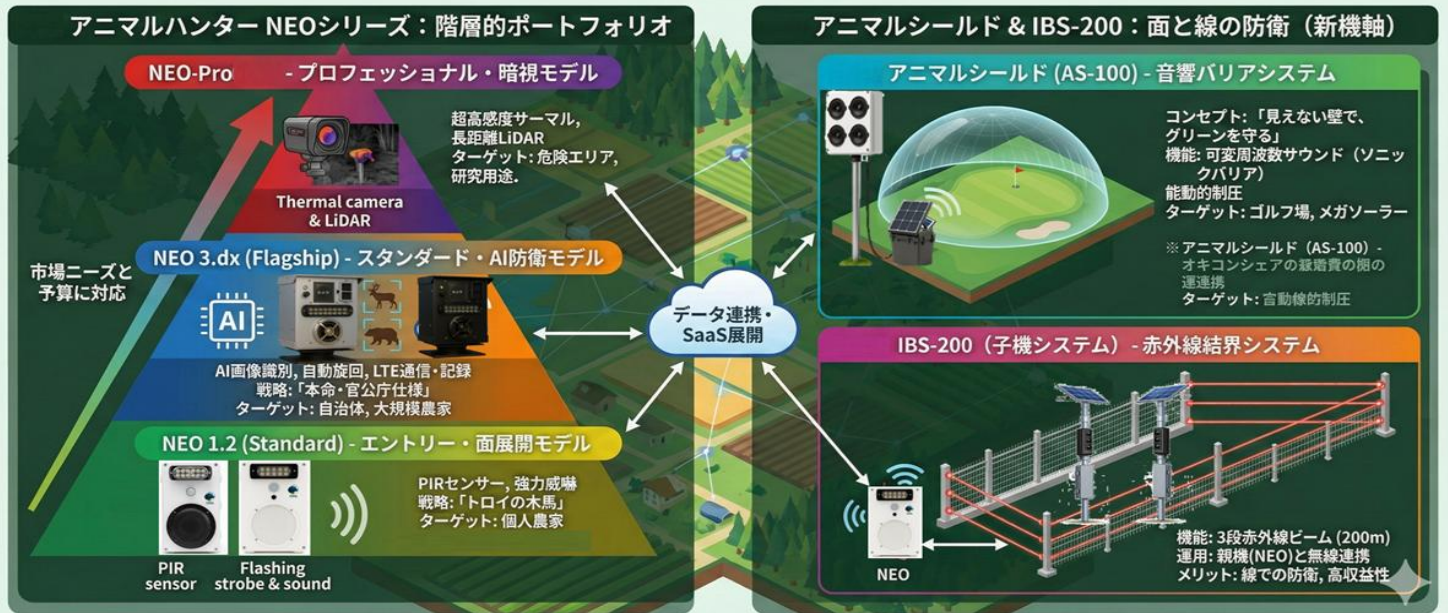 アニマルハンター NEOシリーズ：階層的ポートフォリオ
NEO-Pro - プロフェッショナル・暗視モデル
超高感度サーマル,
長距離LiDAR
ターゲット: 危険エリア,
研究用途.
Thermal camera
& LiDAR
市場ニーズと
予算に対応
NEO 3.dx (Flagship) - スタンダード・AI防衛モデル
AI
AI画像識別, 自動旋回, LTE通信・記録
戦略:「本命・官公庁仕様」
ターゲット: 自治体, 大規模農家
NEO 1.2 (Standard) - エントリー・面展開モデル
PIRセンサー, 強力威嚇
戦略:「トロイの木馬」
ターゲット: 個人農家
PIR
sensor
Flashing
strobe & sound
データ連携・
SaaS展開
アニマルシールド & IBS-200：面と線の防衛（新機軸）
アニマルシールド (AS-100) - 音響バリアシステム
コンセプト:「見えない壁で、
グリーンを守る」
機能: 可変周波数サウンド（ソニッ
クバリア）
能動的制圧
ターゲット: ゴルフ場, メガソーラー
※ アニマルシールド（AS-100）-
オキコンシェアの
運連携
ターゲット: 言動線的制圧
IBS-200（子機システム）- 赤外線結界システム
NEO
機能: 3段赤外線ビーム (200m)
運用: 親機(NEO)と無線連携
メリット: 線での防衛, 高収益性